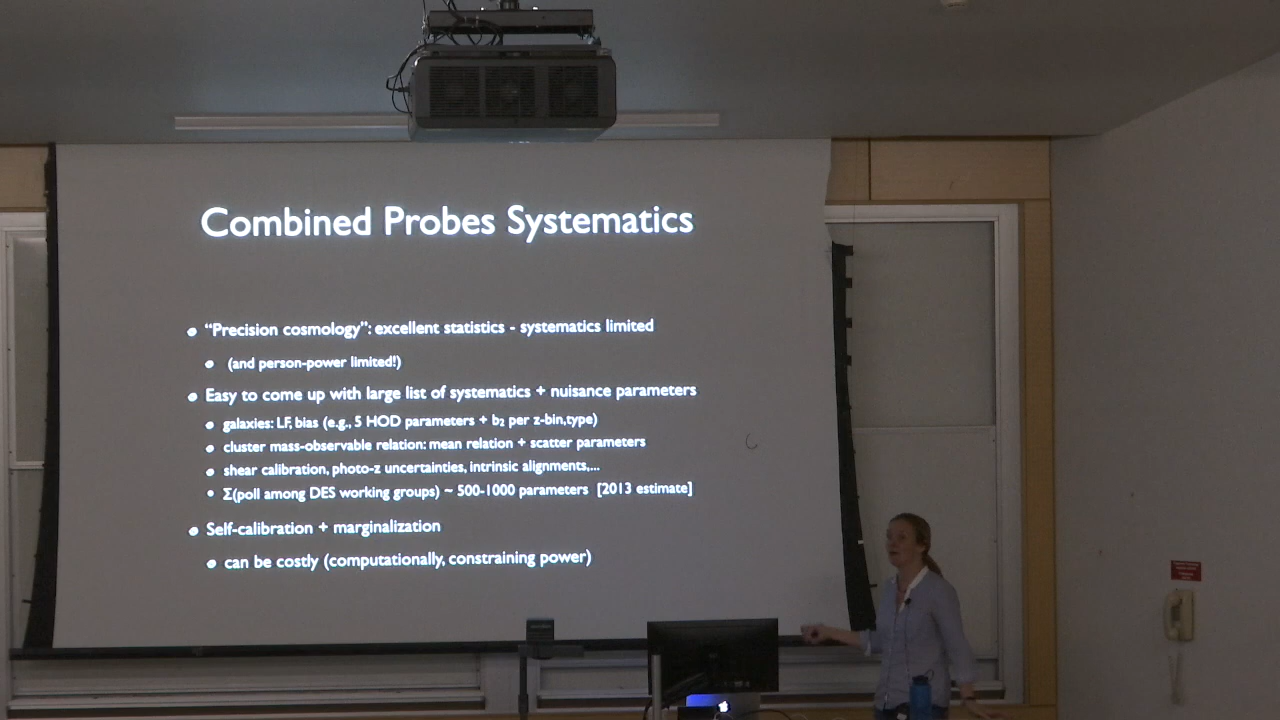 Combined Probes Systematics
“Precision cosmology”: excellent statistics - systematics limited
(and person-power limited!)
Easy to come up with large list of systematics + nuisance parameters
galaxies: LF, bias (e.g., 5 HOD parameters + b₂ per z-bin,type)
cluster mass-observable relation: mean relation + scatter parameters
shear calibration, photo-z uncertainties, intrinsic alignments,...
Σ(poll among DES working groups) ~ 500-1000 parameters [2013 estimate]
Self-calibration + marginalization
can be costly (computationally, constraining power)